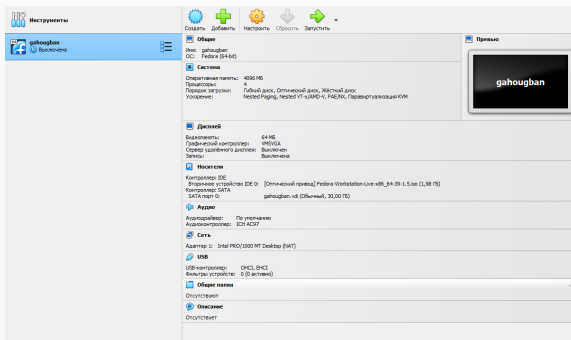 Инструменты
Создать Добавить Настроить Сбросить Запустить
gahougban
Выключена
Общие
Имя: gahougban
ОС: Fedora (64-bit)
Система
Оперативная память: 4096 МБ
Процессоры: 4
Порядок загрузки: Гибкий диск, Оптический диск, Жёсткий диск
Ускорение: Nested Paging, Nested VT-x/AMD-V, PAE/NX, Паравиртуализация KVM
Превью
gahougban
Дисплей
Видеопамять: 64 МБ
Графический контроллер: VMSVGA
Сервер удалённого дисплея: Выключен
Запись: Выключена
Носители
Контроллер: IDE
Вторичное устройство IDE 0: [Оптический привод] Fedora-Workstation-Live-x86_64-39-1.5.iso (1,98 ГБ)
Контроллер: SATA
SATA порт 0: gahougban.vdi (Обычный, 30,00 ГБ)
Аудио
Аудиодрайвер: По умолчанию
Аудиоконтроллер: ICH AC97
Сеть
Адаптер 1: Intel PRO/1000 MT Desktop (NAT)
USB
USB-контроллер: OHCI, EHCI
Фильтры устройств: 0 (0 активно)
Общие папки
Отсутствуют
Описание
Отсутствует